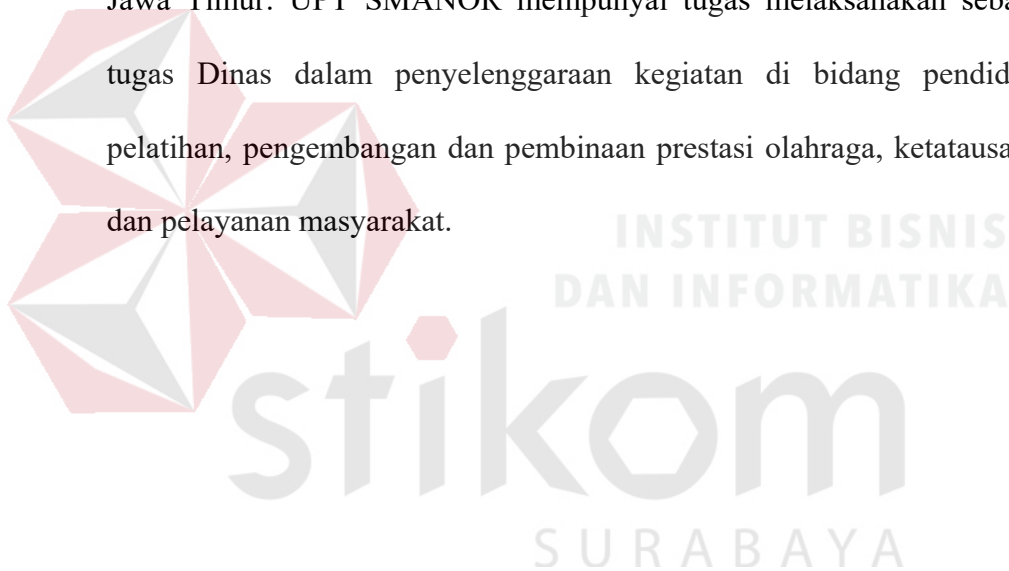 Jawa Timur. UPT SMANOR mempunyai tugas melaksanakan seba
tugas Dinas dalam penyelenggaraan kegiatan di bidang pendid
pelatihan, pengembangan dan pembinaan prestasi olahraga, ketatausa
dan pelayanan masyarakat.
INSTITUT BISNIS
DAN INFORMATIKA
stikom
SURABAYA